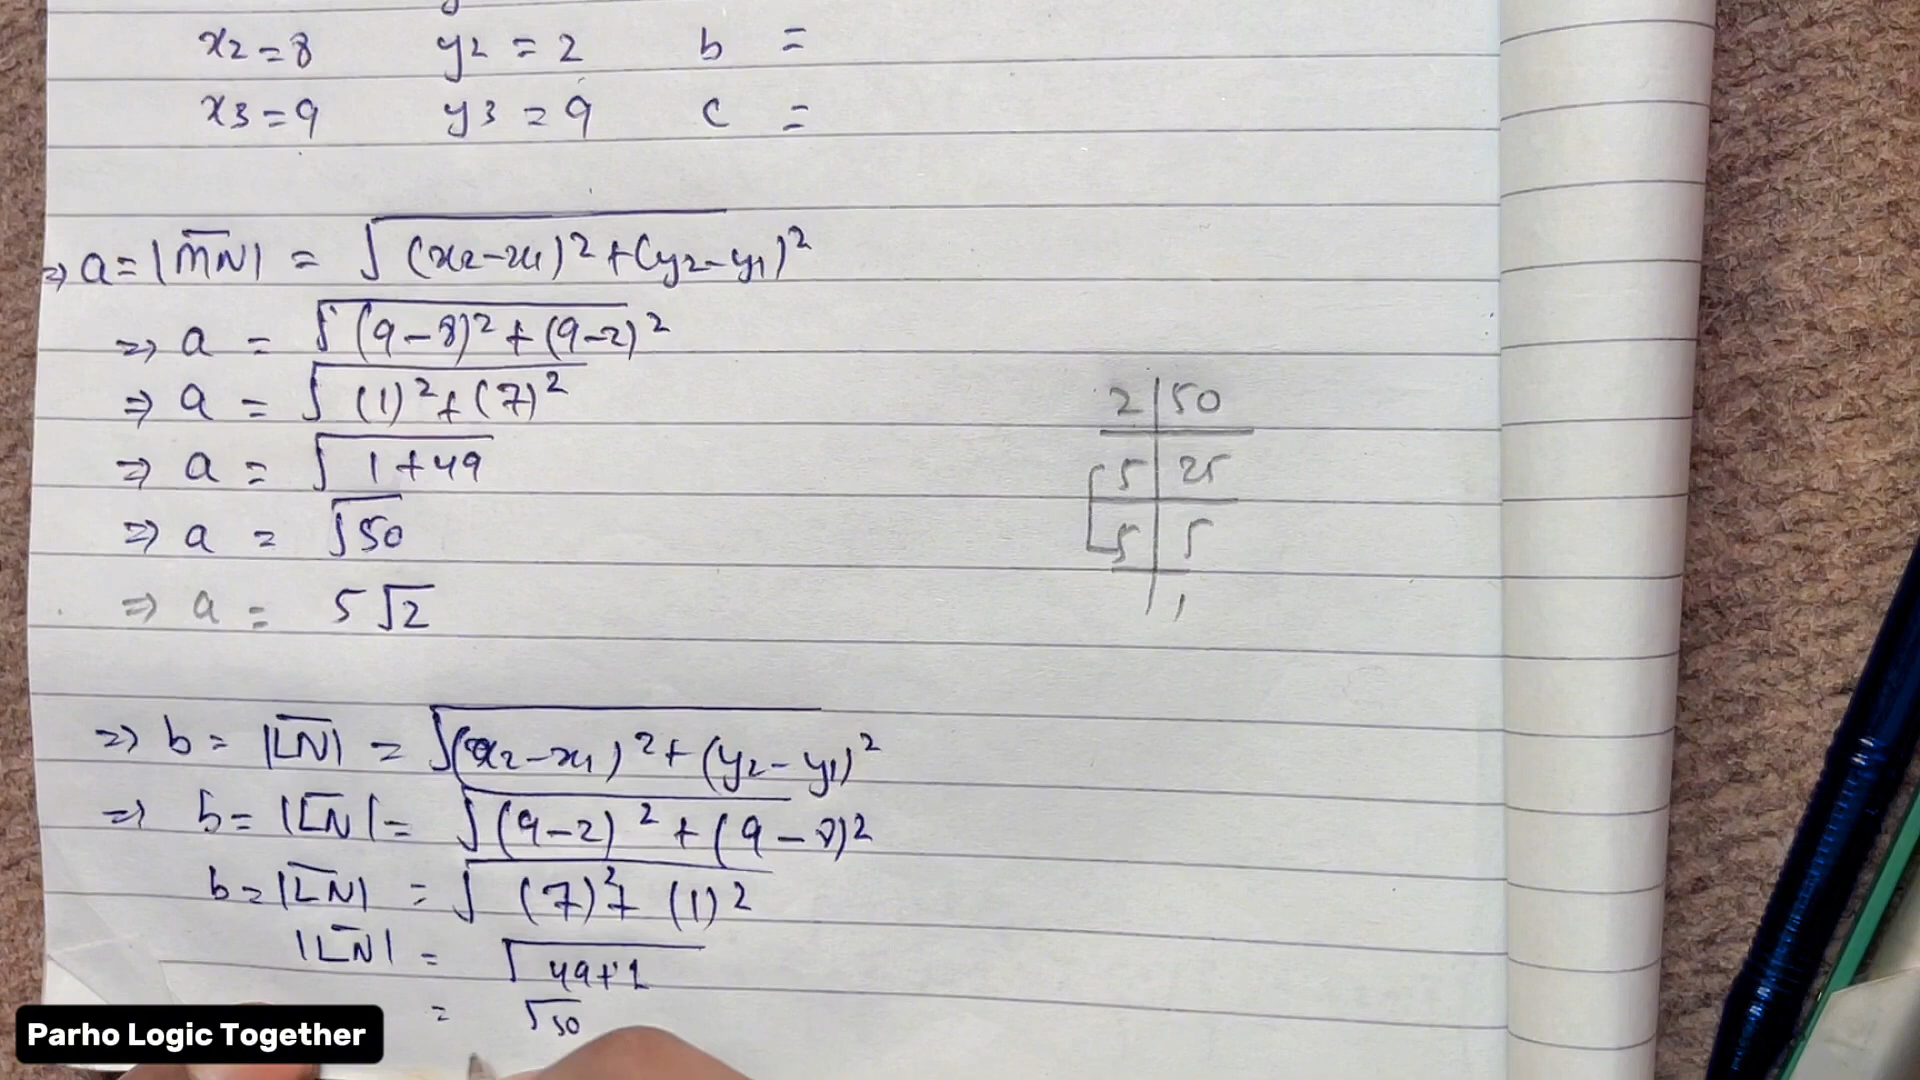 x2=8 y2 = 2 b =
x3=9 y3 = 9 c =
⇒ a = |MN| = √(x2-x1)² + (y2-y1)²
⇒ a = √(9-8)² + (9-2)²
⇒ a = √(1)² + (7)²
⇒ a = √1+49
⇒ a = √50
⇒ a = 5√2
2 | 50
5 | 25
5 | 5
| 1
⇒ b = |LN| = √(x2-x1)² + (y2-y1)²
⇒ b = |LN| = √(9-2)² + (9-8)²
b = |LN| = √(7)² + (1)²
|LN| = √49+1
= √50
Parho Logic Together